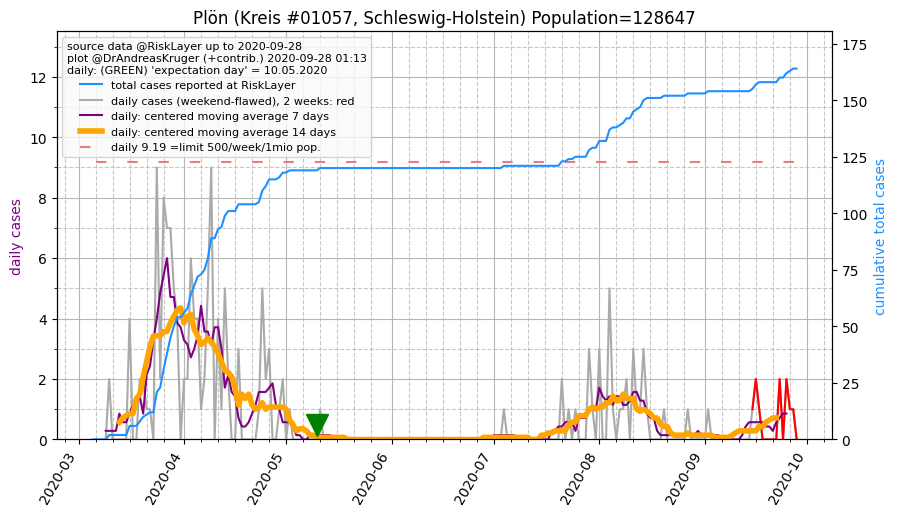 Plön (Kreis #01057, Schleswig-Holstein) Population=128647
source data @RiskLayer up to 2020-09-28
plot @DrAndreasKruger (+contrib.) 2020-09-28 01:13
daily: (GREEN) 'expectation day' = 10.05.2020
total cases reported at RiskLayer
daily cases (weekend-flawed), 2 weeks: red
daily: centered moving average 7 days
daily: centered moving average 14 days
daily 9.19 =limit 500/week/1mio pop.
daily cases
0
2
4
6
8
10
12
cumulative total cases
0
25
50
75
100
125
150
175
2020-03
2020-04
2020-05
2020-06
2020-07
2020-08
2020-09
2020-10